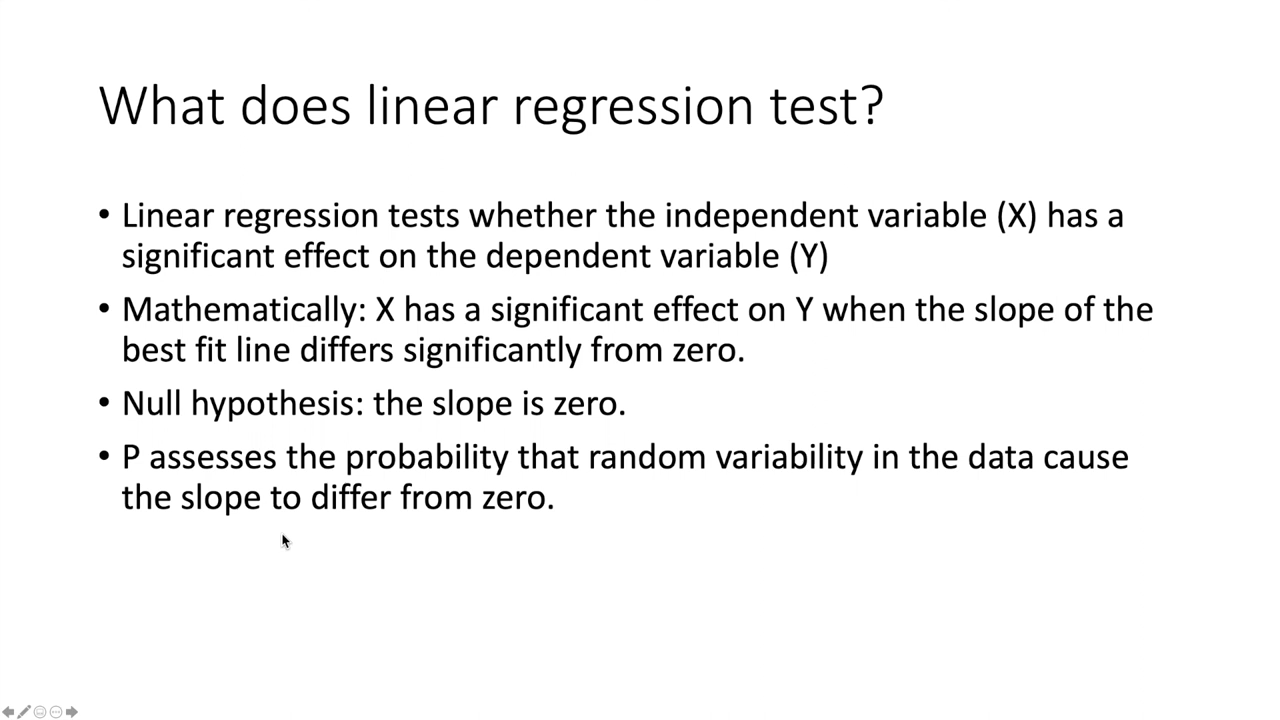 What does linear regression test?
• Linear regression tests whether the independent variable (X) has a
significant effect on the dependent variable (Y)
• Mathematically: X has a significant effect on Y when the slope of the
best fit line differs significantly from zero.
• Null hypothesis: the slope is zero.
• P assesses the probability that random variability in the data cause
the slope to differ from zero.